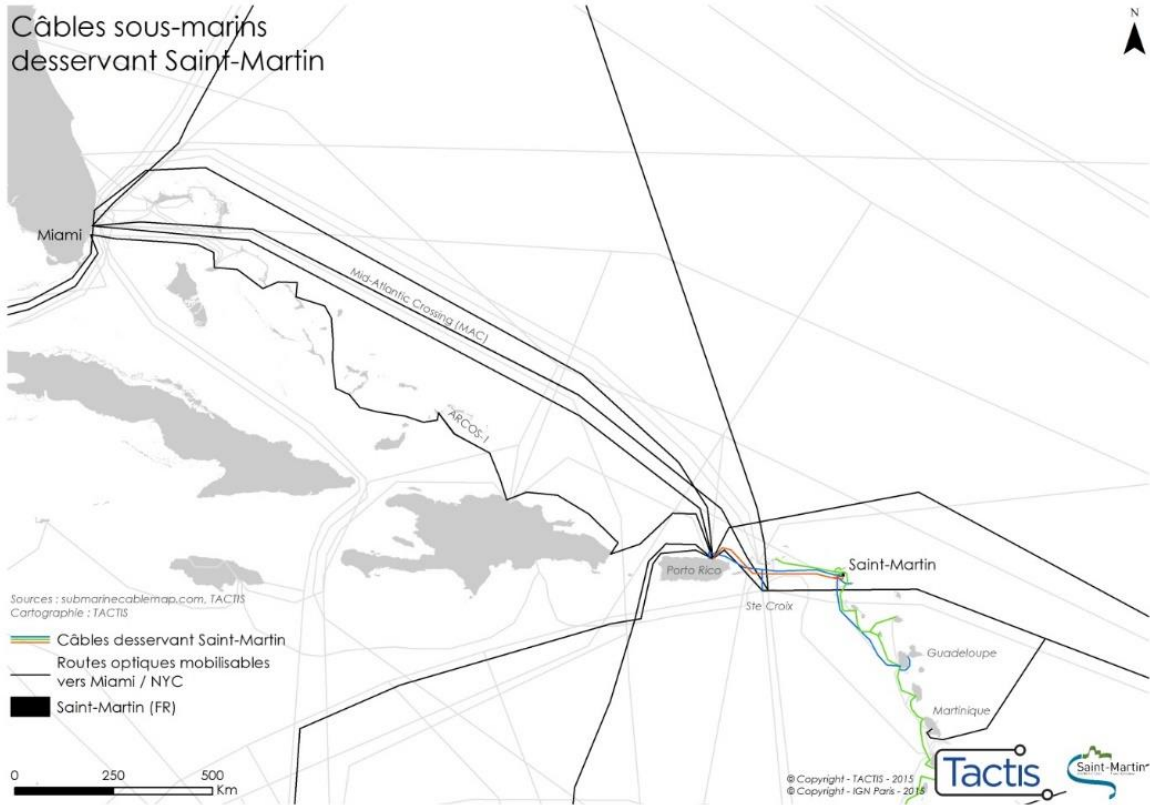 Câbles sous-marins
desservant Saint-Martin
N
Miami
Mid-Atlantic Crossing (MAC)
ARCOS-1
Porto Rico
Saint-Martin
Ste Croix
Guadeloupe
Martinique
Sources : submarinecablemap.com, TACTIS
Cartographie : TACTIS
Câbles desservant Saint-Martin
Routes optiques mobilisables
vers Miami / NYC
Saint-Martin (FR)
0 250 500
Km
© Copyright - TACTIS - 2015
© Copyright - IGN Paris - 2015
Tactis
Saint-Martin